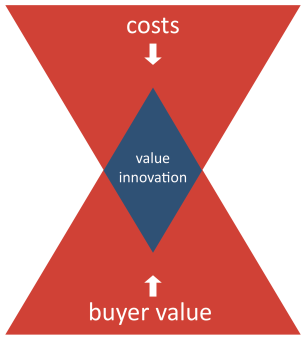 costs
value
innovation
buyer value